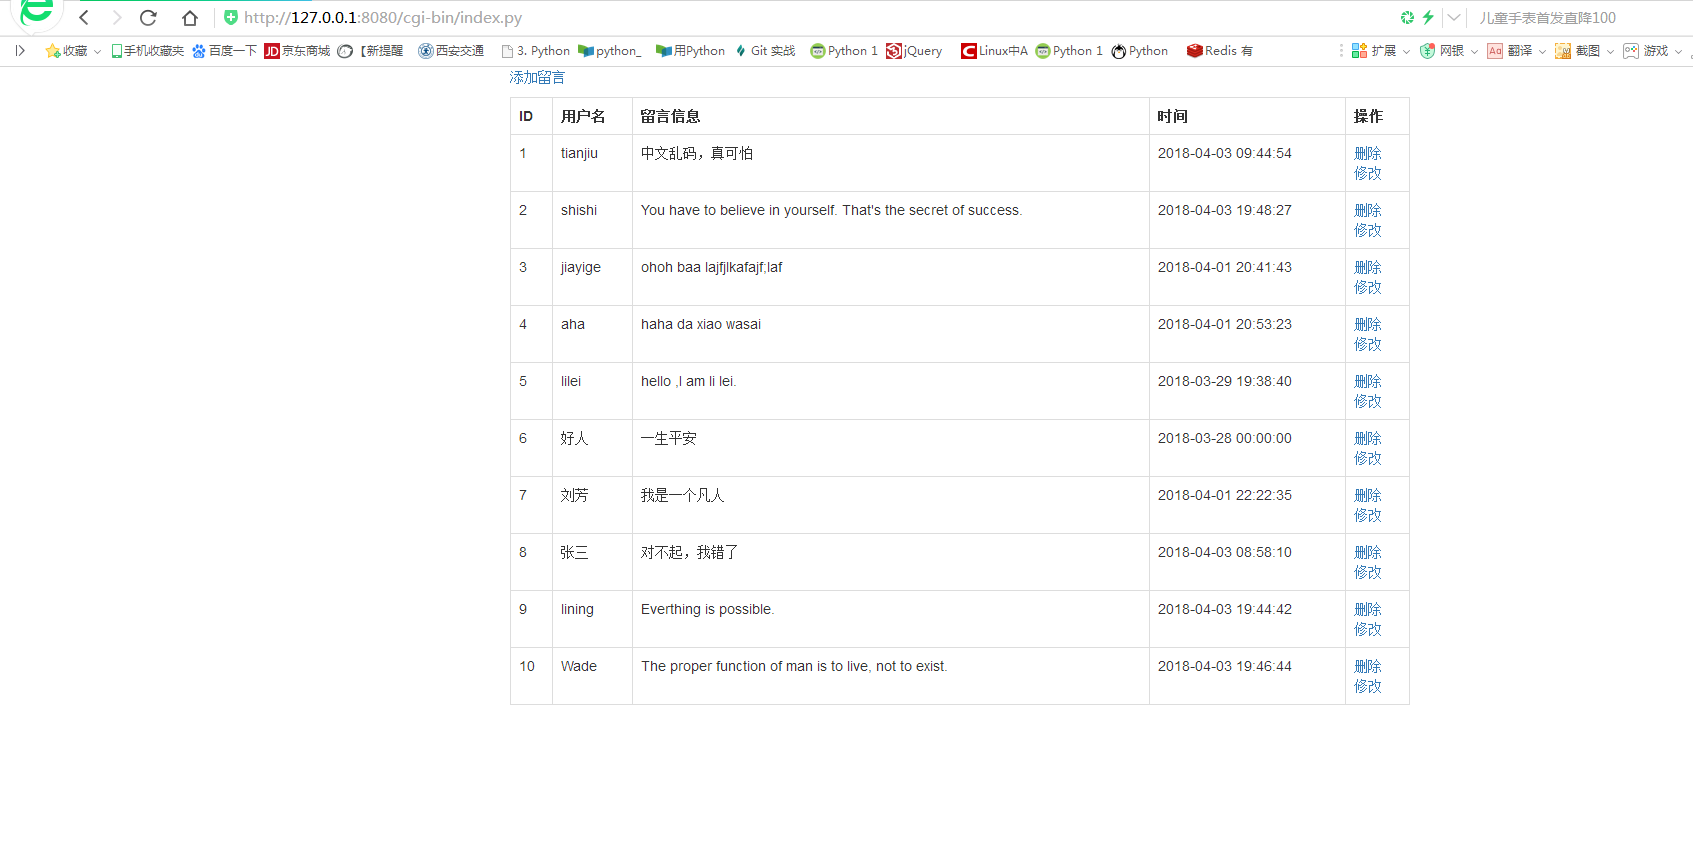 http://127.0.0.1:8080/cgi-bin/index.py 儿童手表首发直降100
收藏 手机收藏夹 百度一下 JD 京东商城 【新提醒 西安交通 3. Python python_ 用Python Git 实战 Python 1 jQuery Linux中A Python 1 Python Redis 有 扩展 网银 Aa 翻译 截图 游戏
添加留言
ID 用户名 留言信息 时间 操作
1 tianjiu 中文乱码，真可怕 2018-04-03 09:44:54 删除
修改
2 shishi You have to believe in yourself. That's the secret of success. 2018-04-03 19:48:27 删除
修改
3 jiayige ohoh baa lajfjlkafajf;laf 2018-04-01 20:41:43 删除
修改
4 aha haha da xiao wasai 2018-04-01 20:53:23 删除
修改
5 lilei hello ,I am li lei. 2018-03-29 19:38:40 删除
修改
6 好人 一生平安 2018-03-28 00:00:00 删除
修改
7 刘芳 我是一个凡人 2018-04-01 22:22:35 删除
修改
8 张三 对不起，我错了 2018-04-03 08:58:10 删除
修改
9 lining Everthing is possible. 2018-04-03 19:44:42 删除
修改
10 Wade The proper function of man is to live, not to exist. 2018-04-03 19:46:44 删除
修改